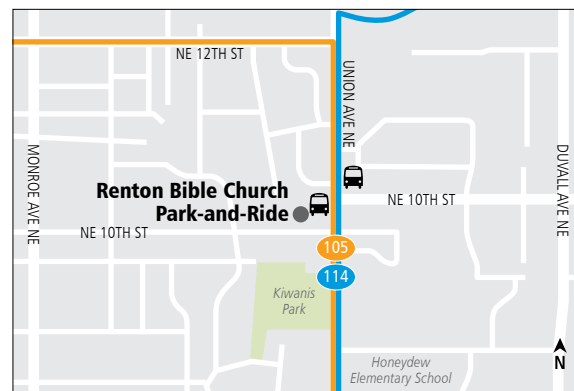 NE 12TH ST
UNION AVE NE
MONROE AVE NE
DUVALL AVE NE
Renton Bible Church
Park-and-Ride
NE 10TH ST
NE 10TH ST
105
114
Kiwanis
Park
Honeydew
Elementary School
N